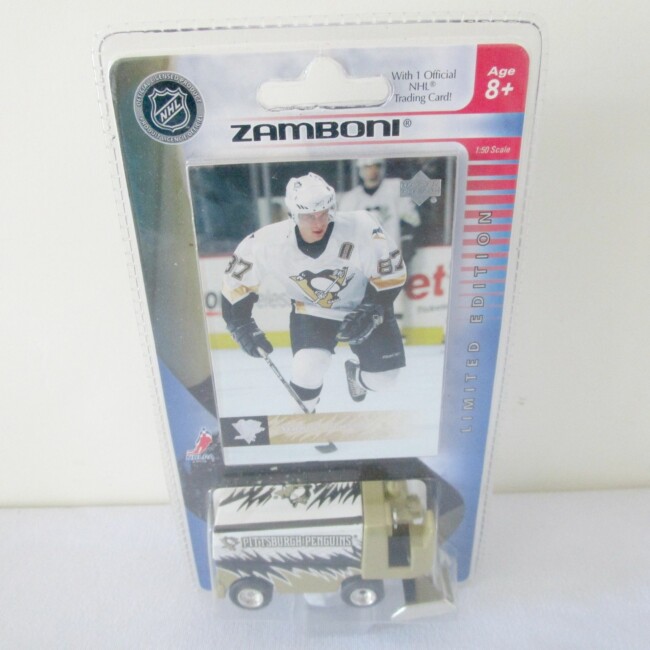 With 1 Official
NHL®
Trading Card!
Age
8+
NHL
ZAMBONI®
1:50 Scale
LIMITED EDITION
87
87
et
PITTSBURGH PENGUINS